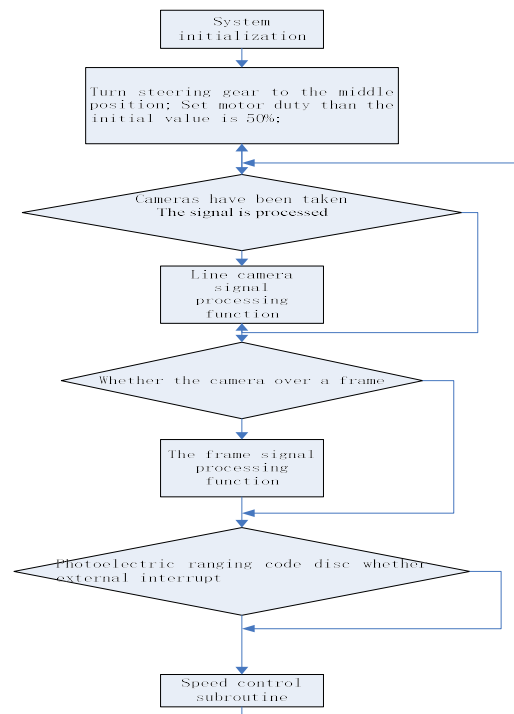 System
initialization
Turn steering gear to the middle
position; Set motor duty than the
initial value is 50%;
Cameras have been taken
The signal is processed
Line camera
signal
processing
function
Whether the camera over a frame
The frame signal
processing
function
Photoelectric ranging code disc whether
external interrupt
Speed control
subroutine